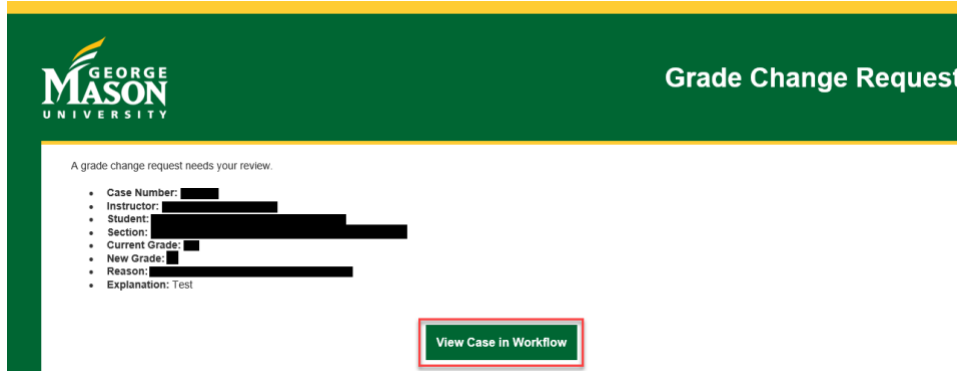 GEORGE
MASON
UNIVERSITY
Grade Change Request
A grade change request needs your review.
• Case Number:
• Instructor:
• Student:
• Section:
• Current Grade:
• New Grade:
• Reason:
• Explanation: Test
View Case in Workflow